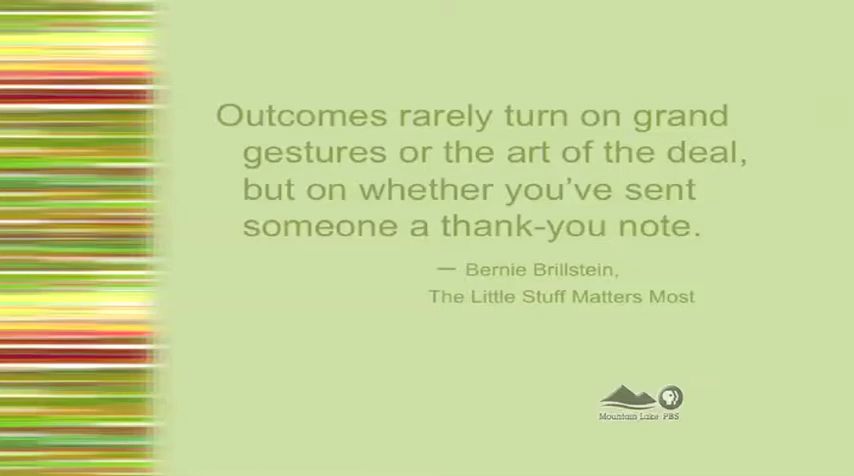 Outcomes rarely turn on grand
gestures or the art of the deal,
but on whether you've sent
someone a thank-you note.
— Bernie Brillstein,
The Little Stuff Matters Most
Mountain Lake PBS